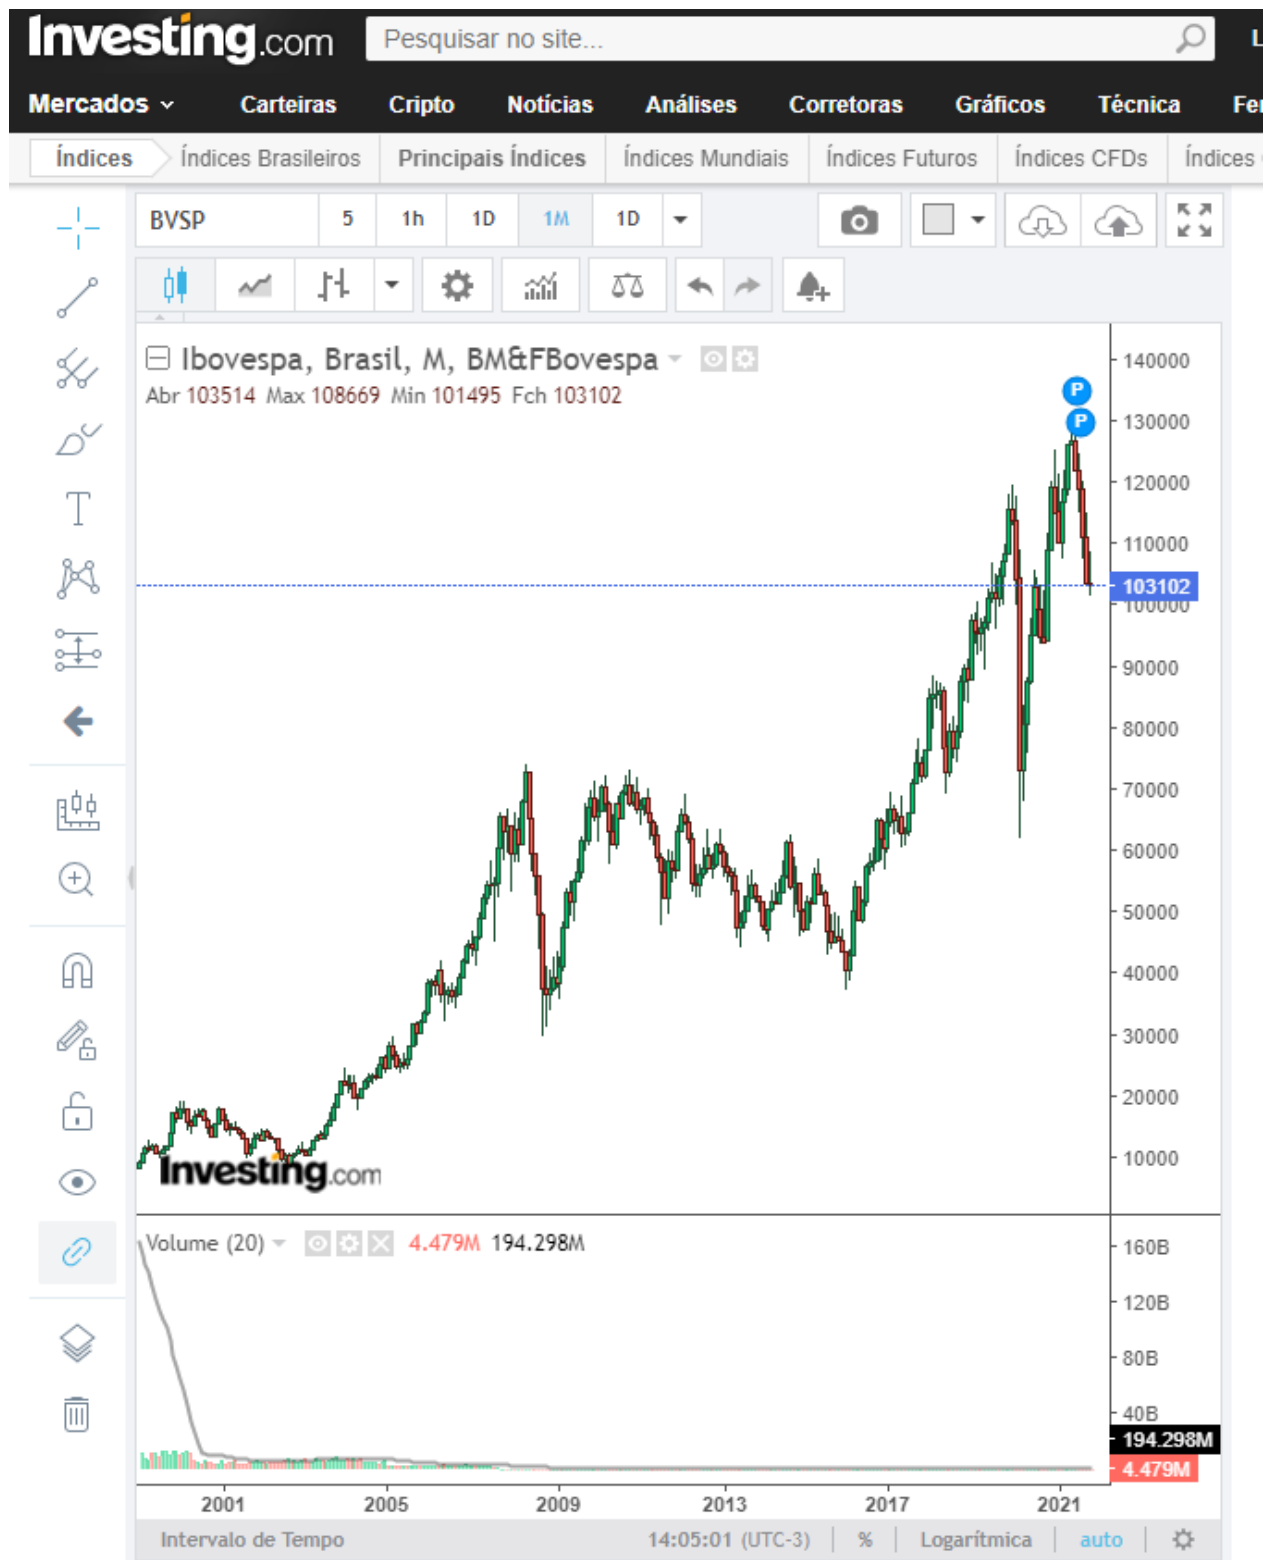 Investing.com
Pesquisar no site...
Mercados Carteiras Cripto Notícias Análises Corretoras Gráficos Técnica
Índices Índices Brasileiros Principais Índices Índices Mundiais Índices Futuros Índices CFDs Índices
BVSP 5 1h 1D 1M 1D
Ibovespa, Brasil, M, BM&FBovespa
Abr 103514 Max 108669 Min 101495 Fch 103102
P
P
T
140000
130000
120000
110000
103102
100000
90000
80000
70000
60000
50000
40000
30000
20000
10000
Investing.com
Volume (20) 4.479M 194.298M
160B
120B
80B
40B
194.298M
4.479M
2001 2005 2009 2013 2017 2021
Intervalo de Tempo 14:05:01 (UTC-3) % Logarítmica auto